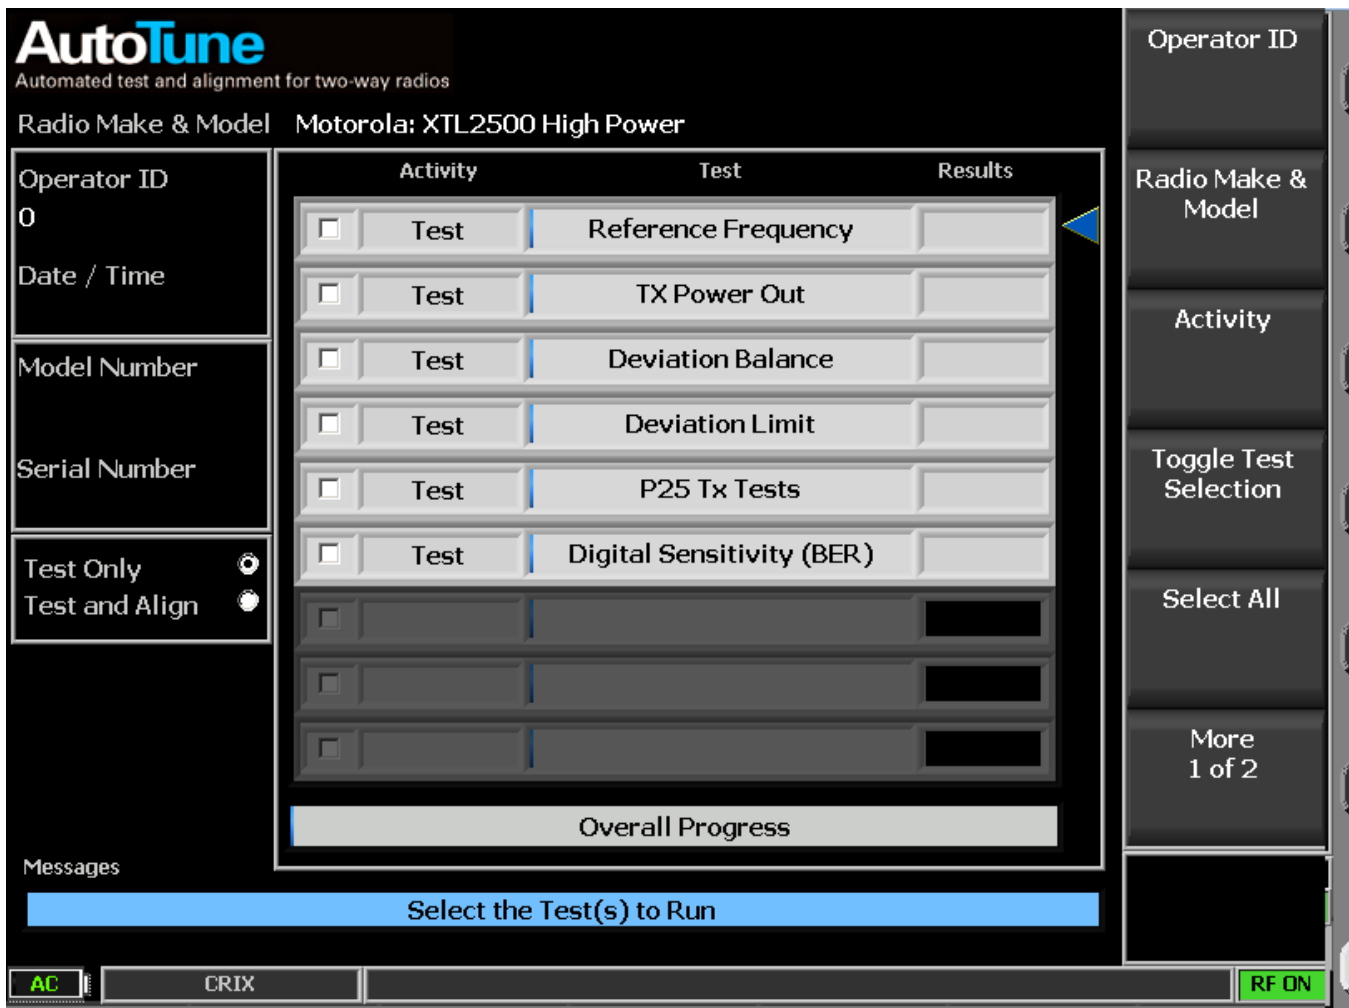 AutoTune
Automated test and alignment for two-way radios
Radio Make & Model Motorola: XTL2500 High Power
Operator ID
0
Date / Time
Model Number
Serial Number
Test Only
Test and Align
Activity Test Results
Test Reference Frequency
Test TX Power Out
Test Deviation Balance
Test Deviation Limit
Test P25 Tx Tests
Test Digital Sensitivity (BER)
Overall Progress
Messages
Select the Test(s) to Run
Operator ID
Radio Make &
Model
Activity
Toggle Test
Selection
Select All
More
1 of 2
AC CRIX RF ON